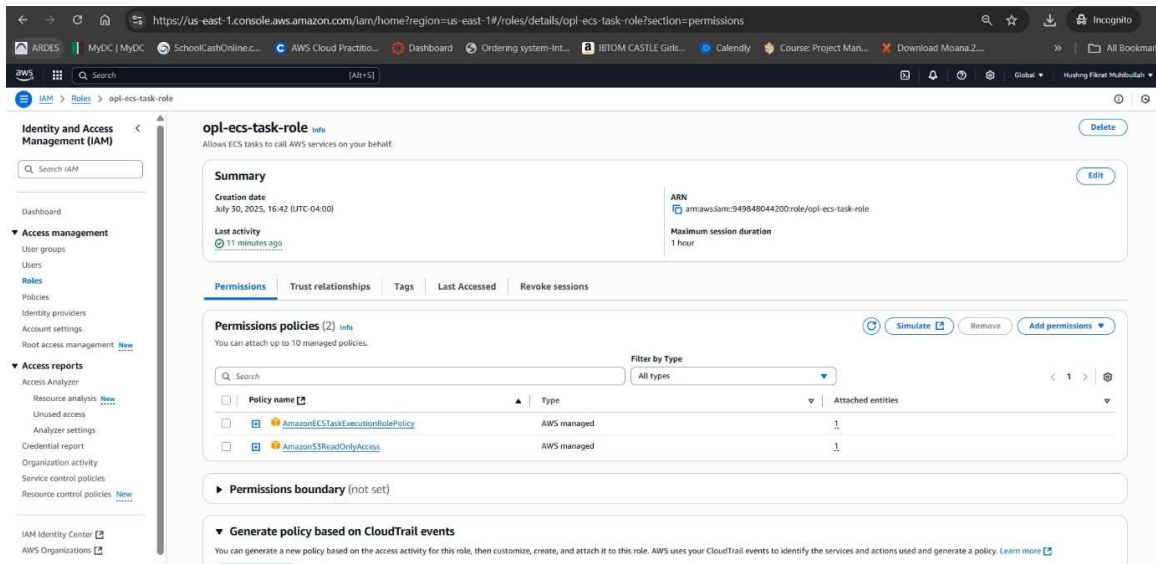 https://us-east-1.console.aws.amazon.com/iam/home?region=us-east-1#/roles/details/opl-ecs-task-role?section=permissions
Incognito
ARDES
MyDC | MyDC
SchoolCashOnline.c...
AWS Cloud Practitio...
Dashboard
Ordering system-Int...
IBTOM CASTLE Girls...
Calendly
Course: Project Man...
Download Moana.2....
»
All Bookmar
aws
Search
[Alt+S]
Global
Hushng Fikrat Muhibullah
IAM > Roles > opl-ecs-task-role
Identity and Access Management (IAM)
Search IAM
Dashboard
Access management
User groups
Users
Roles
Policies
Identity providers
Account settings
Root access management New
Access reports
Access Analyzer
Resource analysis New
Unused access
Analyzer settings
Credential report
Organization activity
Service control policies
Resource control policies New
IAM Identity Center
AWS Organizations
opl-ecs-task-role Info
Delete
Allows ECS tasks to call AWS services on your behalf.
Summary
Edit
Creation date
July 30, 2025, 16:42 (UTC-04:00)
ARN
arn:aws:iam::949848044200:role/opl-ecs-task-role
Last activity
11 minutes ago
Maximum session duration
1 hour
Permissions
Trust relationships
Tags
Last Accessed
Revoke sessions
Permissions policies (2) Info
Simulate
Remove
Add permissions
You can attach up to 10 managed policies.
Filter by Type
Search
All types
< 1 >
Policy name
Type
Attached entities
AmazonECSTaskExecutionRolePolicy
AWS managed
1
AmazonS3ReadOnlyAccess
AWS managed
1
Permissions boundary (not set)
Generate policy based on CloudTrail events
You can generate a new policy based on the access activity for this role, then customize, create, and attach it to this role. AWS uses your CloudTrail events to identify the services and actions used and generate a policy. Learn more